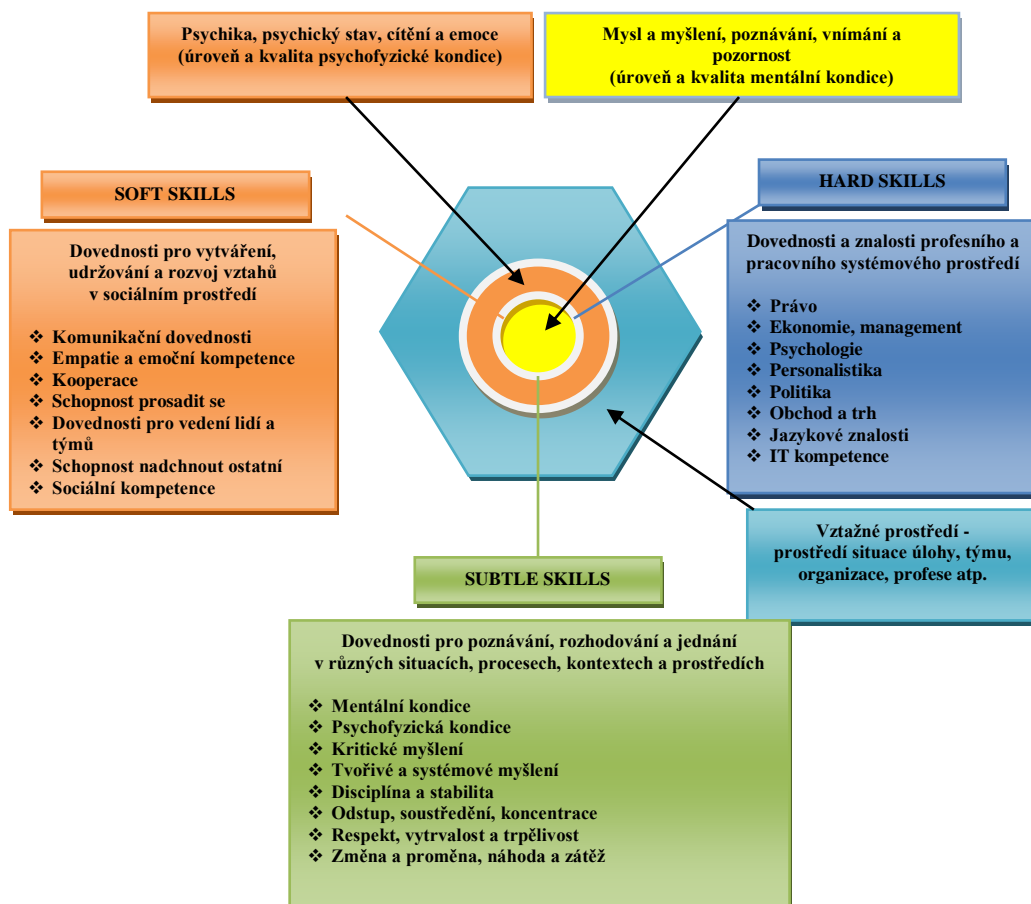 Psychika, psychický stav, cítění a emoce
(úroveň a kvalita psychofyzické kondice)
Mysl a myšlení, poznávání, vnímání a
pozornost
(úroveň a kvalita mentální kondice)
SOFT SKILLS
Dovednosti pro vytváření,
udržování a rozvoj vztahů
v sociálním prostředí
❖ Komunikační dovednosti
❖ Empatie a emoční kompetence
❖ Kooperace
❖ Schopnost prosadit se
❖ Dovednosti pro vedení lidí a
týmů
❖ Schopnost nadchnout ostatní
❖ Sociální kompetence
HARD SKILLS
Dovednosti a znalosti profesního a
pracovního systémového prostředí
❖ Právo
❖ Ekonomie, management
❖ Psychologie
❖ Personalistika
❖ Politika
❖ Obchod a trh
❖ Jazykové znalosti
❖ IT kompetence
Vztažné prostředí -
prostředí situace úlohy, týmu,
organizace, profese atp.
SUBTLE SKILLS
Dovednosti pro poznávání, rozhodování a jednání
v různých situacích, procesech, kontextech a prostředích
❖ Mentální kondice
❖ Psychofyzická kondice
❖ Kritické myšlení
❖ Tvořivé a systémové myšlení
❖ Disciplína a stabilita
❖ Odstup, soustředění, koncentrace
❖ Respekt, vytrvalost a trpělivost
❖ Změna a proměna, náhoda a zátěž